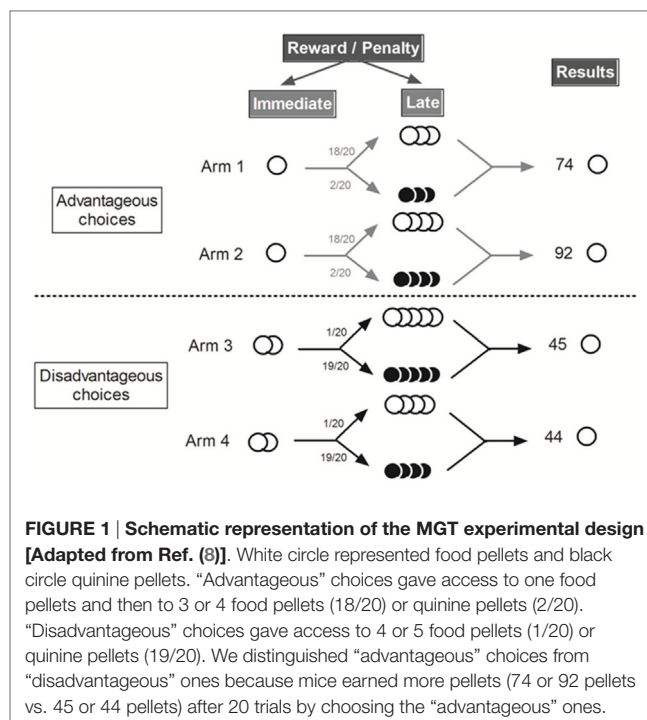 Reward / Penalty
Results
Immediate
Late
18/20
Arm 1
74
2/20
Advantageous
choices
18/20
Arm 2
92
2/20
1/20
Arm 3
45
19/20
Disadvantageous
choices
1/20
Arm 4
44
19/20
FIGURE 1 | Schematic representation of the MGT experimental design
[Adapted from Ref. (8)]. White circle represented food pellets and black
circle quinine pellets. “Advantageous” choices gave access to one food
pellets and then to 3 or 4 food pellets (18/20) or quinine pellets (2/20).
“Disadvantageous” choices gave access to 4 or 5 food pellets (1/20) or
quinine pellets (19/20). We distinguished “advantageous” choices from
“disadvantageous” ones because mice earned more pellets (74 or 92 pellets
vs. 45 or 44 pellets) after 20 trials by choosing the “advantageous” ones.